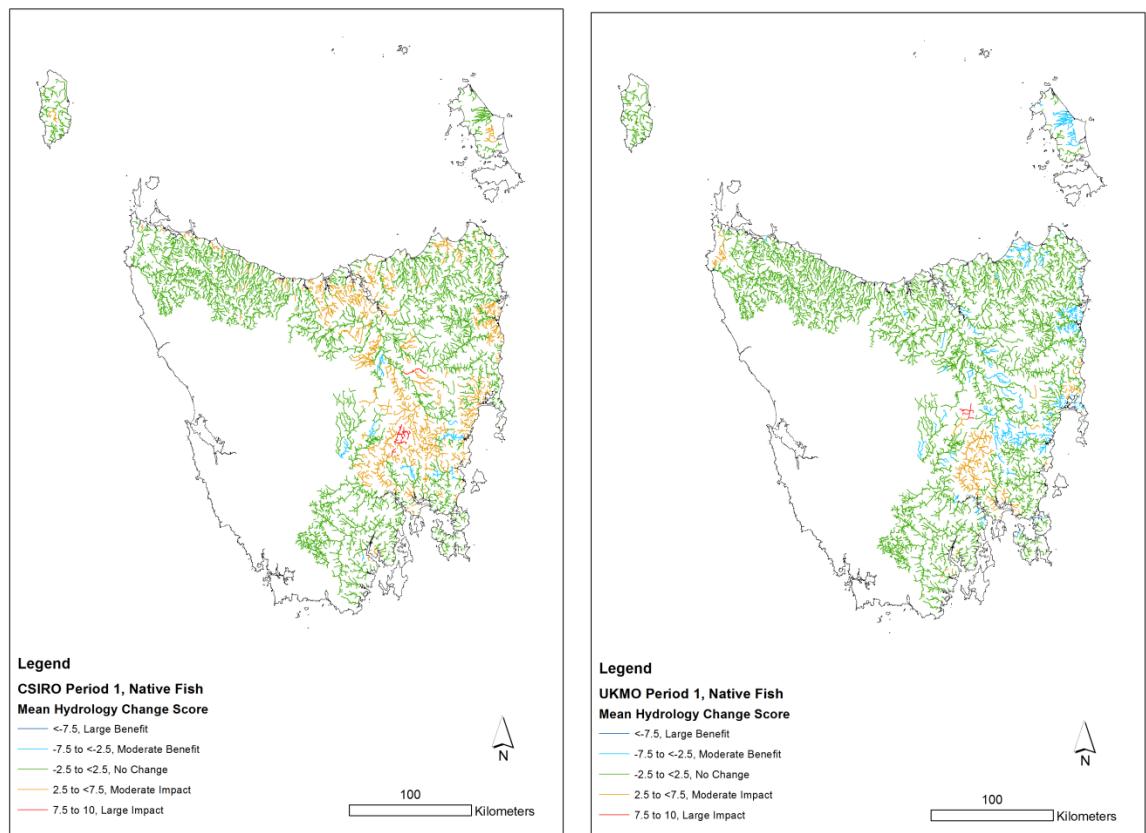 Legend
CSIRO Period 1, Native Fish
Mean Hydrology Change Score
<-7.5, Large Benefit
-7.5 to <-2.5, Moderate Benefit
-2.5 to <2.5, No Change
2.5 to <7.5, Moderate Impact
7.5 to 10, Large Impact
N
100
Kilometers
Legend
UKMO Period 1, Native Fish
Mean Hydrology Change Score
<-7.5, Large Benefit
-7.5 to <-2.5, Moderate Benefit
-2.5 to <2.5, No Change
2.5 to <7.5, Moderate Impact
7.5 to 10, Large Impact
N
100
Kilometers